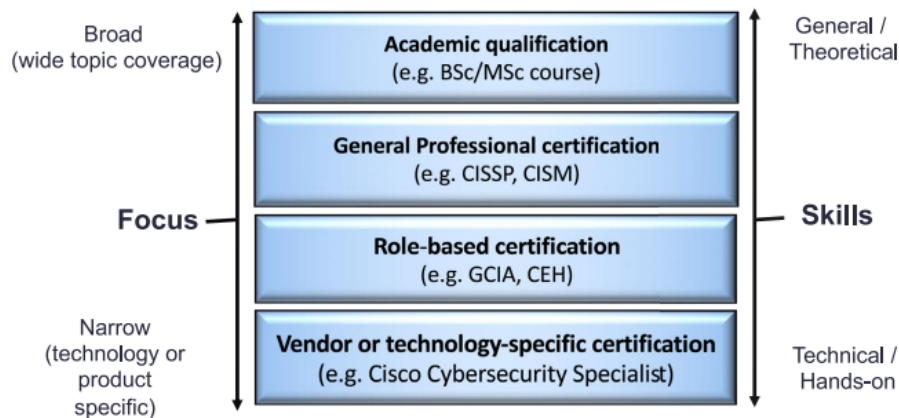 Broad
(wide topic coverage)
Academic qualification
(e.g. BSc/MSc course)
General /
Theoretical
General Professional certification
(e.g. CISSP, CISM)
Focus
Skills
Role-based certification
(e.g. GCIA, CEH)
Narrow
(technology or
product
specific)
Vendor or technology-specific certification
(e.g. Cisco Cybersecurity Specialist)
Technical /
Hands-on